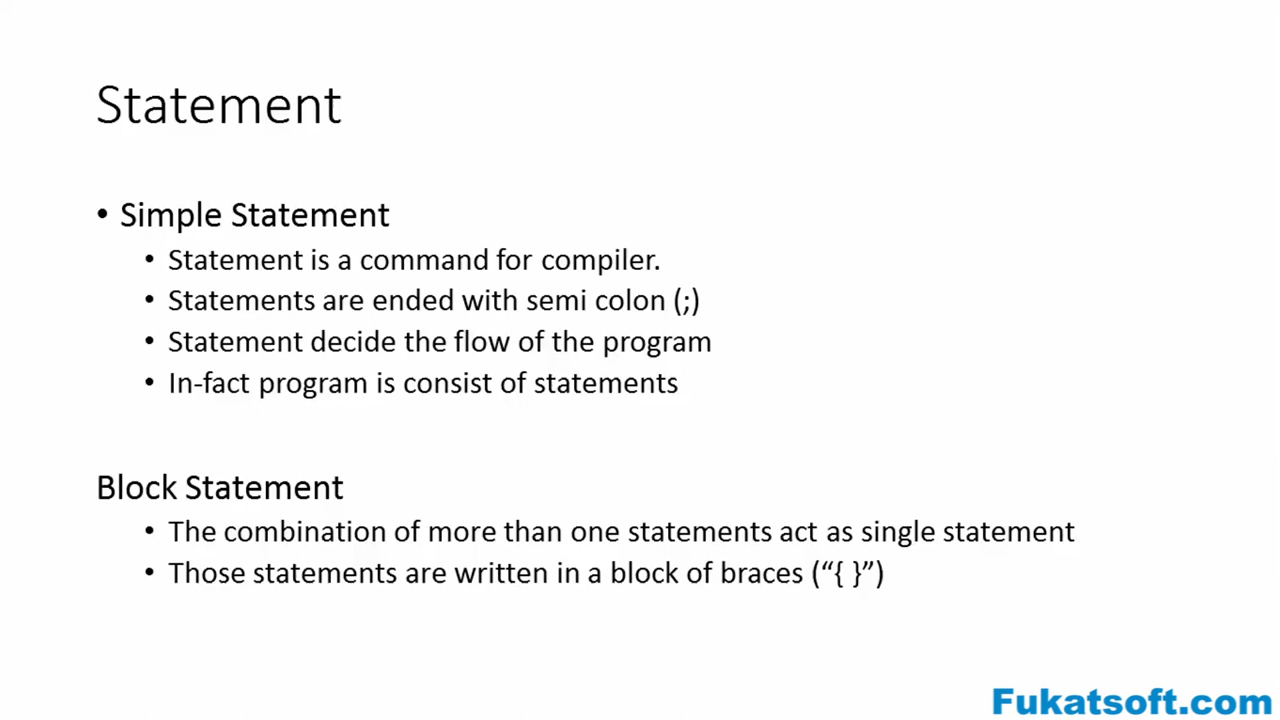 Statement
• Simple Statement
• Statement is a command for compiler.
• Statements are ended with semi colon (;)
• Statement decide the flow of the program
• In-fact program is consist of statements
Block Statement
• The combination of more than one statements act as single statement
• Those statements are written in a block of braces (“{ }”)
Fukatsoft.com